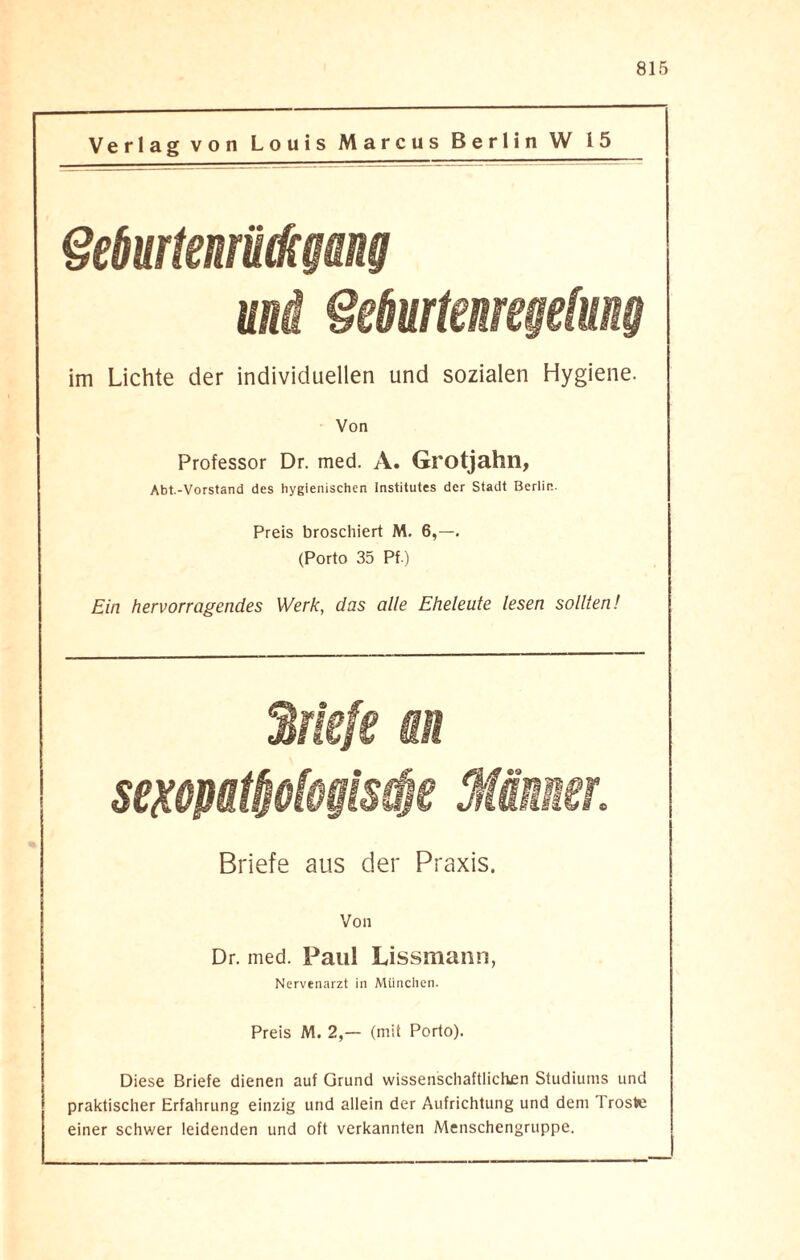 815
Verlag von Louis Marcus Berlin W 15
Geburtenrückgang
und Geburtenregelung
im Lichte der individuellen und sozialen Hygiene.
Von
Professor Dr. med. A. Grotjahn,
Abt.-Vorstand des hygienischen Institutes der Stadt Berlin.
Preis broschiert M. 6,—.
(Porto 35 Pf.)
Ein hervorragendes Werk, das alle Eheleute lesen sollten!
Briefe an
sexopathologische Männer.
Briefe aus der Praxis.
Von
Dr. med. Paul Lissmann,
Nervenarzt in München.
Preis M. 2,— (mit Porto).
Diese Briefe dienen auf Grund wissenschaftlichen Studiums und
praktischer Erfahrung einzig und allein der Aufrichtung und dem Troste
einer schwer leidenden und oft verkannten Menschengruppe.